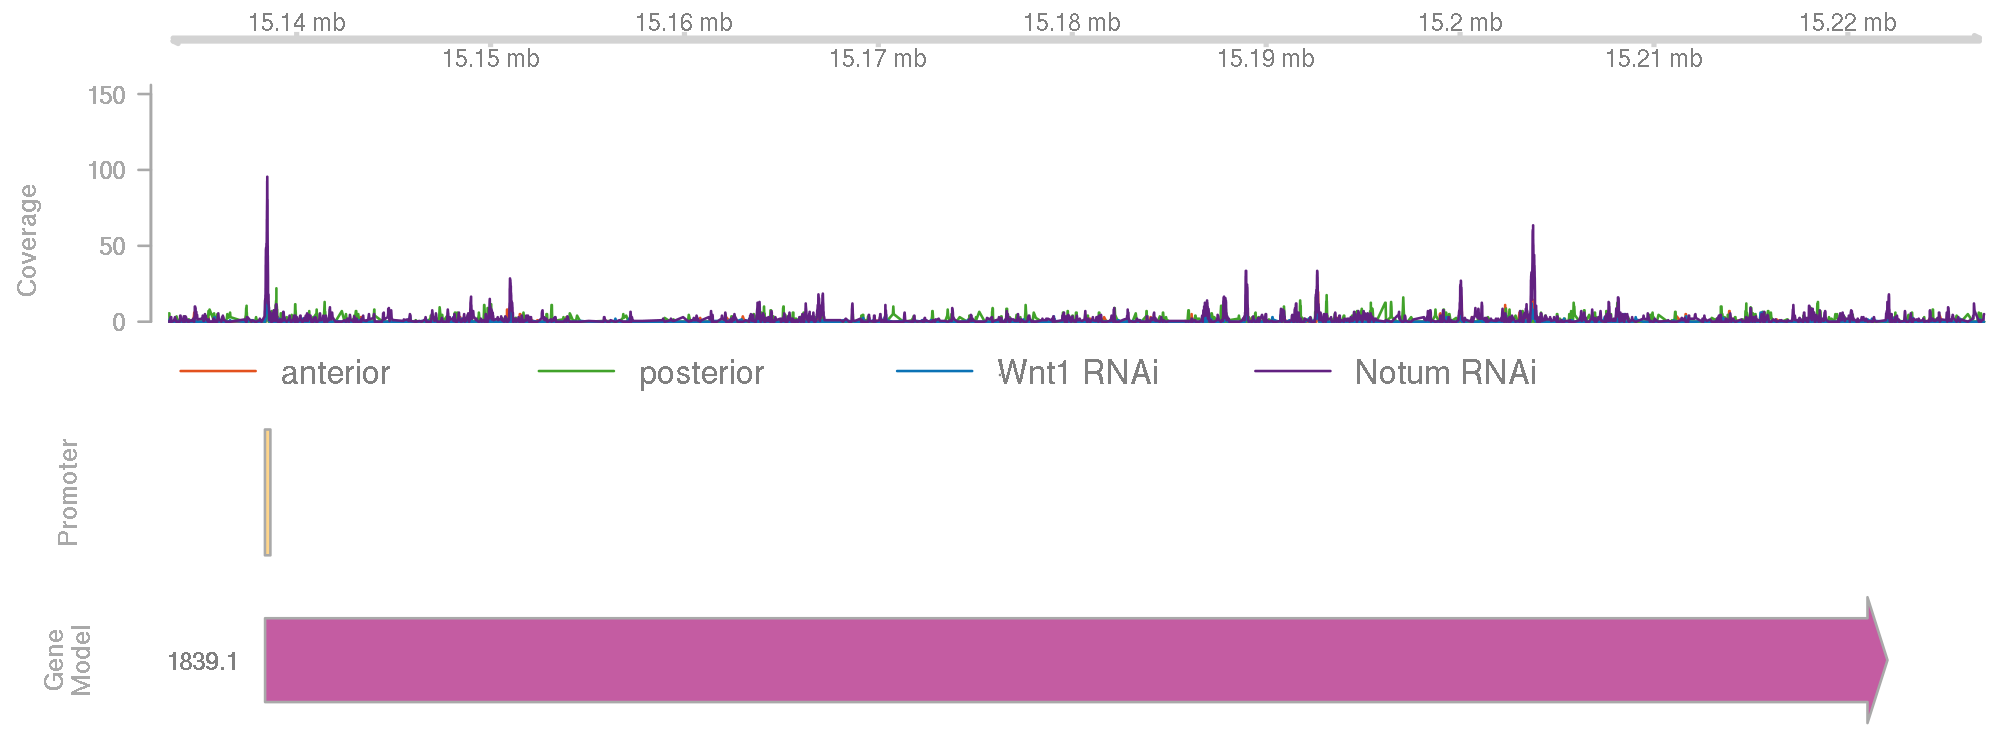 15.14 mb 15.16 mb 15.18 mb 15.2 mb 15.22 mb
15.15 mb 15.17 mb 15.19 mb 15.21 mb
150
100
50
0
Coverage
anterior posterior Wnt1 RNAi Notum RNAi
Promoter
Gene
Model
1839.1